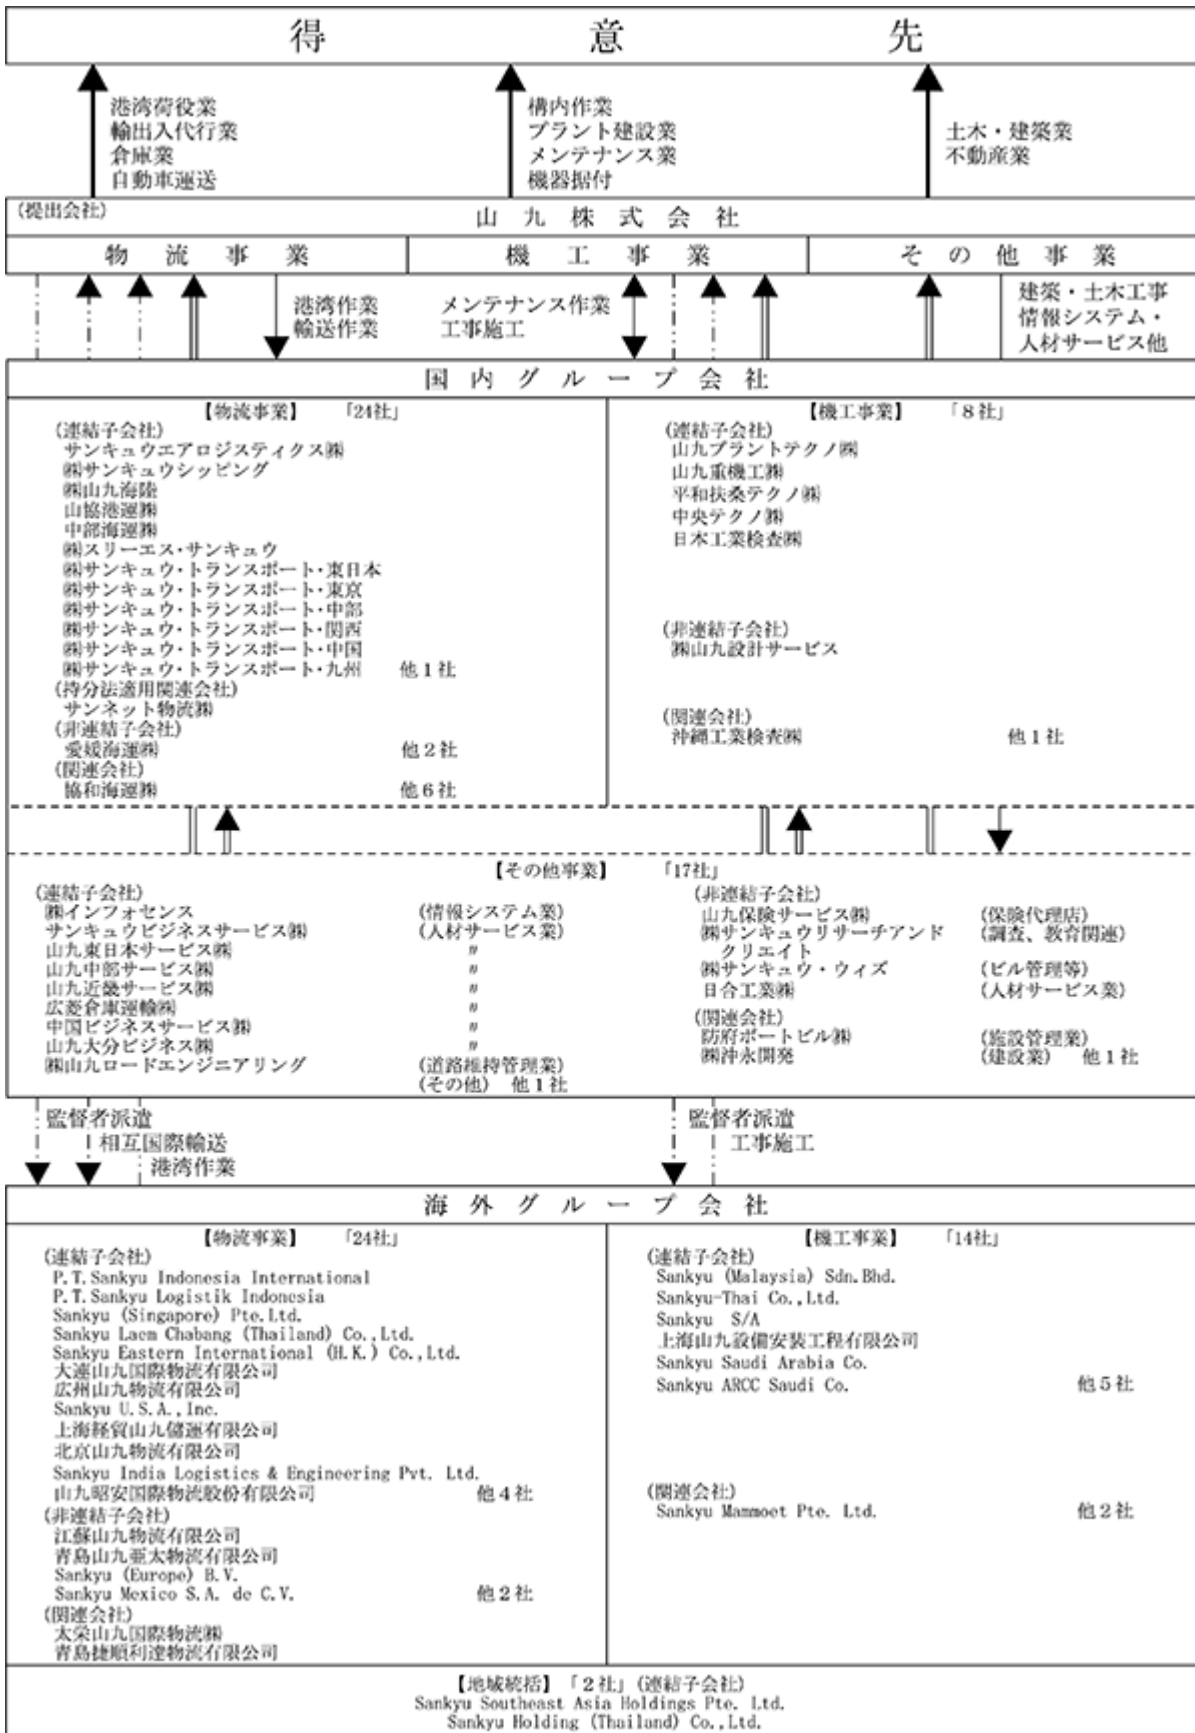 得意先
港湾荷役業
輸出入代行業
倉庫業
自動車運送
構内作業
プラント建設業
メンテナンス業
機器据付
土木・建築業
不動産業
(提出会社)
山九株式会社
物流事業
機工事業
その他事業
港湾作業
輸送作業
メンテナンス作業
工事施工
建築・土木工事
情報システム・
人材サービス他
国内グループ会社
【物流事業】 「24社」
(連結子会社)
サンキュウエアロジスティクス㈱
㈱サンキュウシッピング
㈱山九海陸
山協港運㈱
中部海運㈱
㈱スリーエス・サンキュウ
㈱サンキュウ・トランスポート・東日本
㈱サンキュウ・トランスポート・東京
㈱サンキュウ・トランスポート・中部
㈱サンキュウ・トランスポート・関西
㈱サンキュウ・トランスポート・中国
㈱サンキュウ・トランスポート・九州 他1社
(持分法適用関連会社)
サンネット物流㈱
(非連結子会社)
愛媛海運㈱ 他2社
(関連会社)
協和海運㈱ 他6社
【機工事業】 「8社」
(連結子会社)
山九プラントテクノ㈱
山九重機工㈱
平和扶桑テクノ㈱
中央テクノ㈱
日本工業検査㈱
(非連結子会社)
㈱山九設計サービス
(関連会社)
沖縄工業検査㈱ 他1社
【その他事業】 「17社」
(連結子会社)
㈱インフォセンス (情報システム業)
サンキュウビジネスサービス㈱ (人材サービス業)
山九東日本サービス㈱ 〃
山九中部サービス㈱ 〃
山九近畿サービス㈱ 〃
広菱倉庫運輸㈱ 〃
中国ビジネスサービス㈱ 〃
山九大分ビジネス㈱ 〃
㈱山九ロードエンジニアリング (道路維持管理業)
(その他) 他1社
(非連結子会社)
山九保険サービス㈱ (保険代理店)
㈱サンキュウリサーチアンド (調査、教育関連)
クリエイト
㈱サンキュウ・ウィズ (ビル管理等)
日合工業㈱ (人材サービス業)
(関連会社)
防府ポートビル㈱ (施設管理業)
㈱沖永開発 (建設業) 他1社
監督者派遣
相互国際輸送
港湾作業
監督者派遣
工事施工
海外グループ会社
【物流事業】 「24社」
(連結子会社)
P.T.Sankyu Indonesia International
P.T.Sankyu Logistik Indonesia
Sankyu (Singapore) Pte.Ltd.
Sankyu Laem Chabang (Thailand) Co.,Ltd.
Sankyu Eastern International (H.K.) Co.,Ltd.
大連山九国際物流有限公司
広州山九物流有限公司
Sankyu U.S.A.,Inc.
上海経貿山九儲運有限公司
北京山九物流有限公司
Sankyu India Logistics & Engineering Pvt. Ltd.
山九昭安国際物流股份有限公司 他4社
(非連結子会社)
江蘇山九物流有限公司
青島山九亜太物流有限公司
Sankyu (Europe) B.V.
Sankyu Mexico S.A. de C.V. 他2社
(関連会社)
太栄山九国際物流㈱
青島捷順利達物流有限公司
【機工事業】 「14社」
(連結子会社)
Sankyu (Malaysia) Sdn.Bhd.
Sankyu-Thai Co.,Ltd.
Sankyu S/A
上海山九設備安装工程有限公司
Sankyu Saudi Arabia Co.
Sankyu ARCC Saudi Co. 他5社
(関連会社)
Sankyu Mammoet Pte. Ltd. 他2社
【地域統括】「2社」(連結子会社)
Sankyu Southeast Asia Holdings Pte. Ltd.
Sankyu Holding (Thailand) Co.,Ltd.